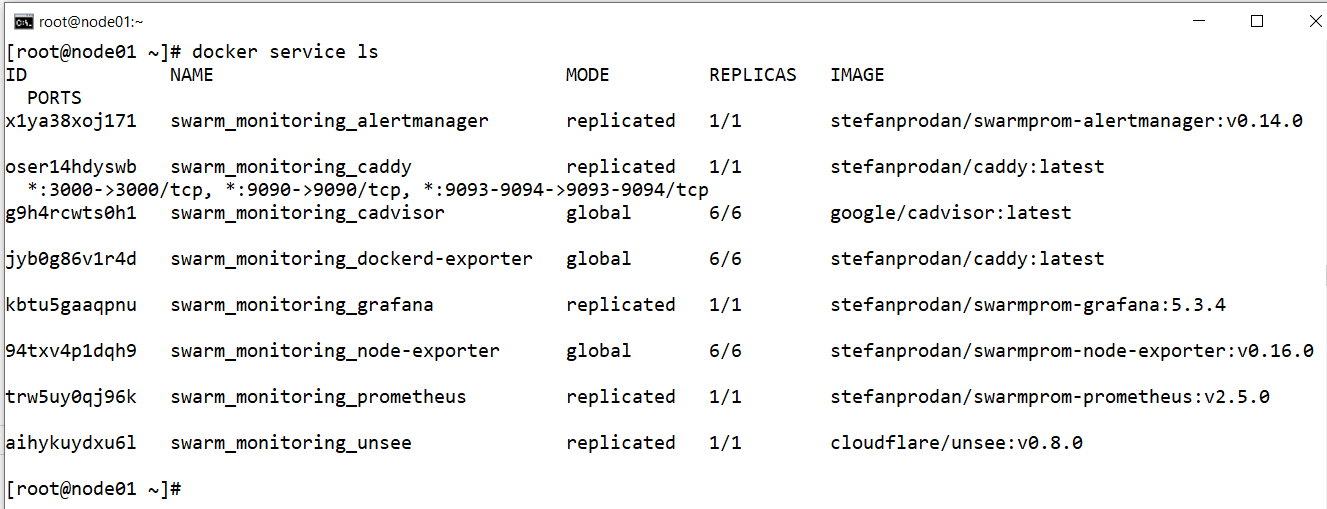 root@node01:~
[root@node01 ~]# docker service ls
ID             NAME                                MODE         REPLICAS   IMAGE
  PORTS
x1ya38xoj171   swarm_monitoring_alertmanager       replicated   1/1        stefanprodan/swarmprom-alertmanager:v0.14.0
oser14hdyswb   swarm_monitoring_caddy              replicated   1/1        stefanprodan/caddy:latest
  *:3000->3000/tcp, *:9090->9090/tcp, *:9093-9094->9093-9094/tcp
g9h4rcwts0h1   swarm_monitoring_cadvisor           global       6/6        google/cadvisor:latest
jyb0g86v1r4d   swarm_monitoring_dockerd-exporter   global       6/6        stefanprodan/caddy:latest
kbtu5gaaqpnu   swarm_monitoring_grafana            replicated   1/1        stefanprodan/swarmprom-grafana:5.3.4
94txv4p1dqh9   swarm_monitoring_node-exporter      global       6/6        stefanprodan/swarmprom-node-exporter:v0.16.0
trw5uy0qj96k   swarm_monitoring_prometheus         replicated   1/1        stefanprodan/swarmprom-prometheus:v2.5.0
aihykuydxu6l   swarm_monitoring_unsee              replicated   1/1        cloudflare/unsee:v0.8.0
[root@node01 ~]#